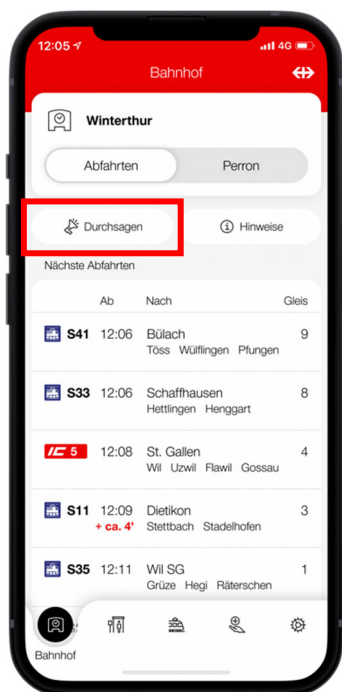 12:05 4G
Bahnhof
Winterthur
Abfahrten Perron
Durchsagen Hinweise
Nächste Abfahrten
Ab Nach Gleis
S41 12:06 Bülach 9
Töss Wülflingen Pfungen
S33 12:06 Schaffhausen 8
Hettlingen Henggart
IC 5 12:08 St. Gallen 4
Wil Uzwil Flawil Gossau
S11 12:09 Dietikon 3
+ ca. 4' Stettbach Stadelhofen
S35 12:11 Wil SG 1
Grüze Hegi Räterschen
Bahnhof